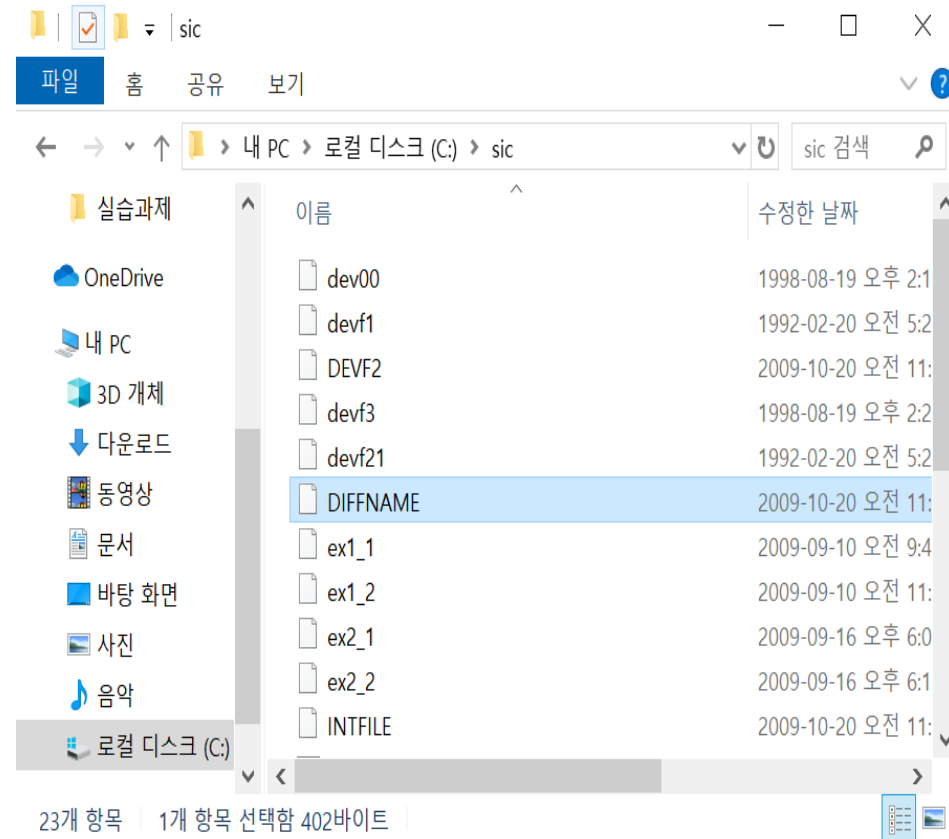 sic
파일 홈 공유 보기 ?
내 PC 로컬 디스크 (C:) sic sic 검색
실습과제
OneDrive
내 PC
3D 개체
다운로드
동영상
문서
바탕 화면
사진
음악
로컬 디스크 (C:)
이름 수정한 날짜
dev00 1998-08-19 오후 2:1
devf1 1992-02-20 오전 5:2
DEVF2 2009-10-20 오전 11:
devf3 1998-08-19 오후 2:2
devf21 1992-02-20 오전 5:2
DIFFNAME 2009-10-20 오전 11:
ex1_1 2009-09-10 오전 9:4
ex1_2 2009-09-10 오전 11:
ex2_1 2009-09-16 오후 6:0
ex2_2 2009-09-16 오후 6:1
INTFILE 2009-10-20 오전 11:
23개 항목 1개 항목 선택함 402바이트